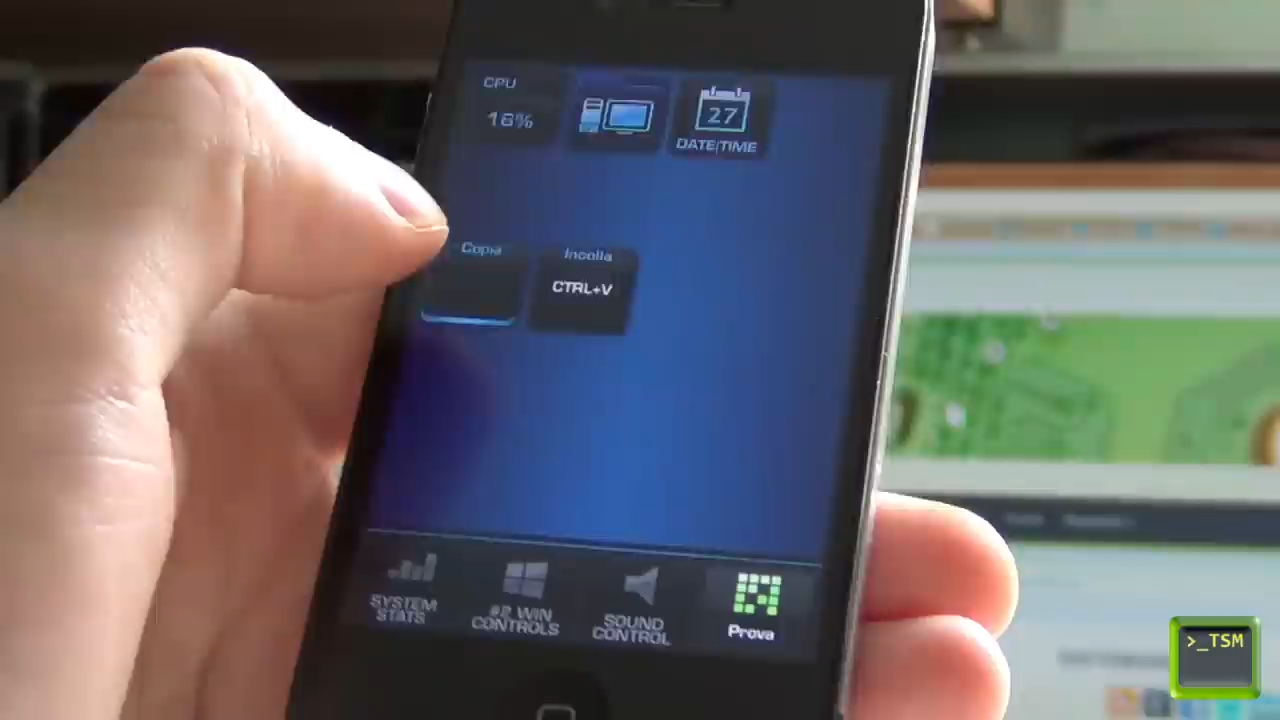 CPU
16%
27
DATE|TIME
Copia
Incolla
CTRL+V
SYSTEM
STATS
#2 WIN
CONTROLS
SOUND
CONTROL
Prova
>_TSM